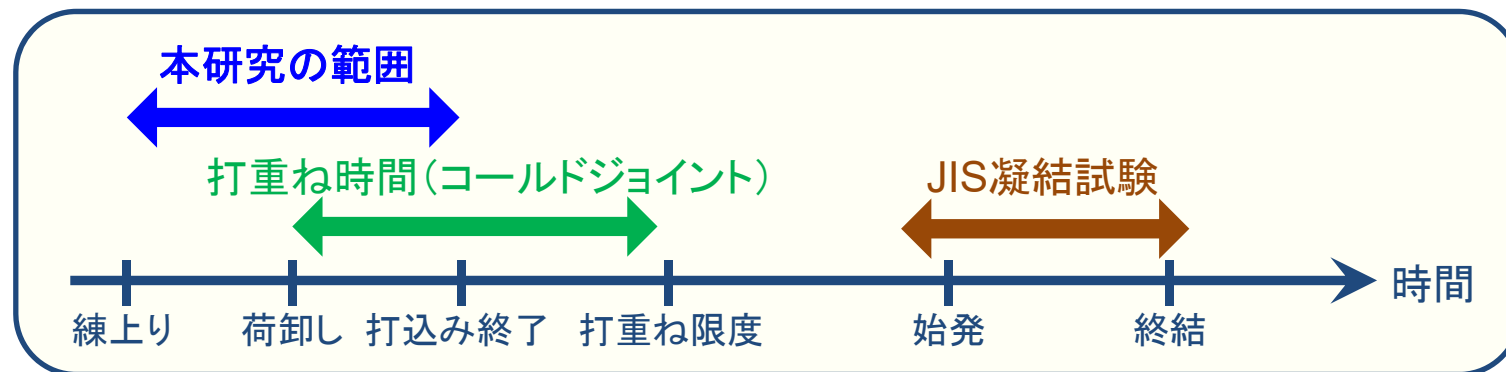 本研究の範囲
打重ね時間(コールドジョイント)
JIS凝結試験
時間
練上り 荷卸し 打込み終了 打重ね限度 始発 終結